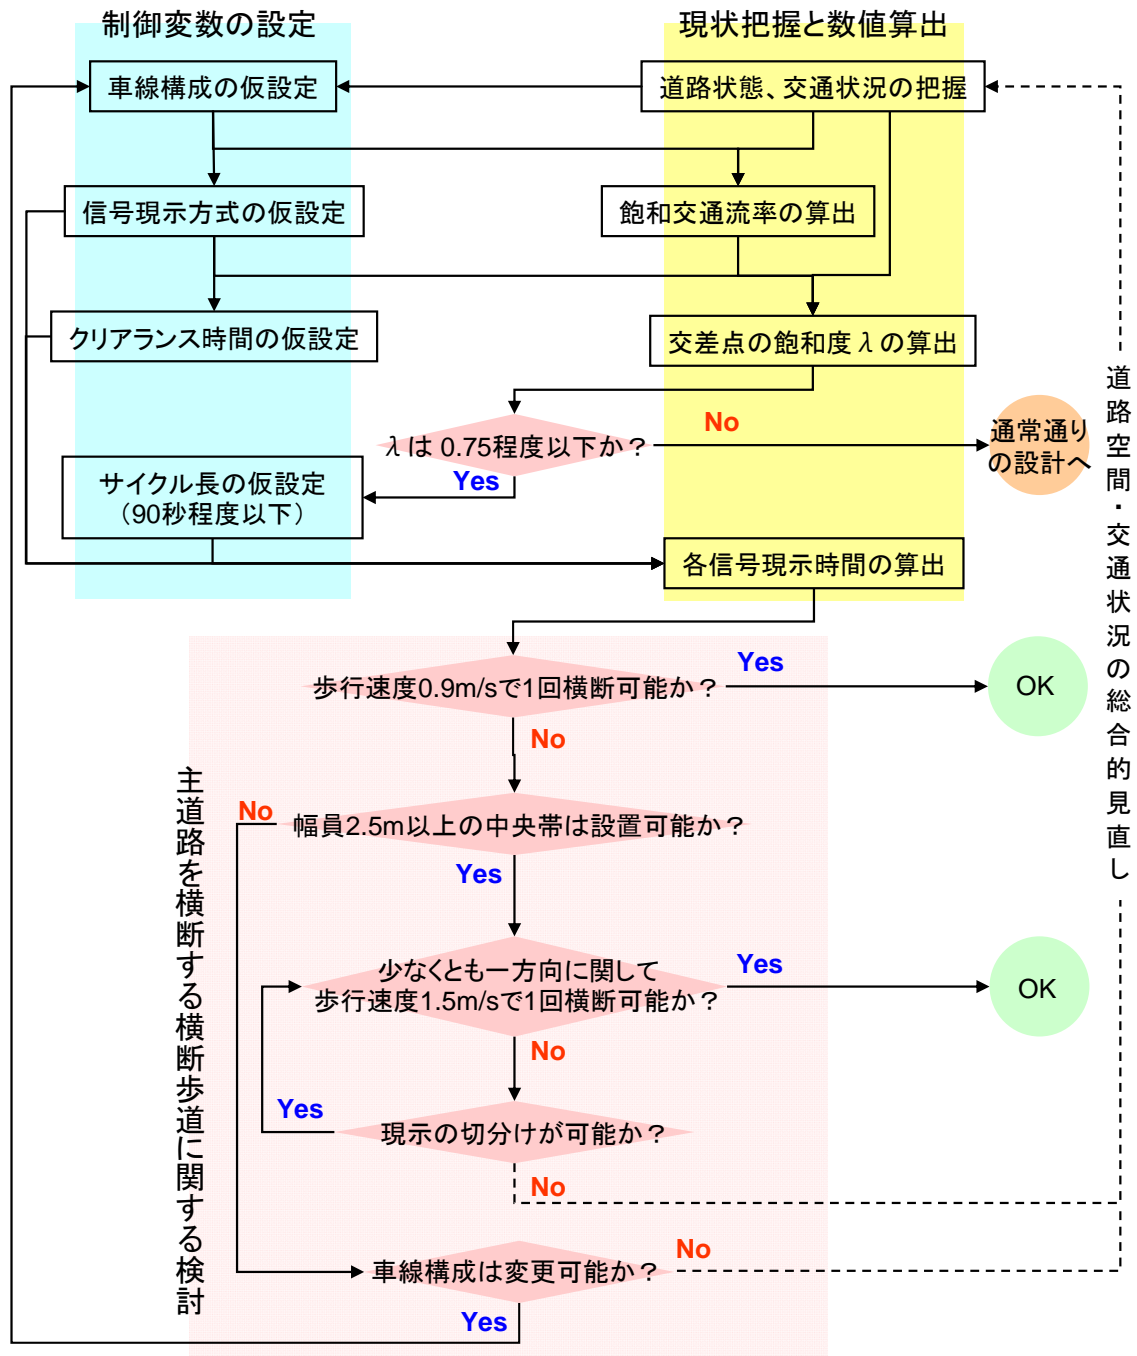 制御変数の設定
現状把握と数値算出
車線構成の仮設定
道路状態、交通状況の把握
信号現示方式の仮設定
飽和交通流率の算出
クリアランス時間の仮設定
交差点の飽和度λの算出
λは 0.75程度以下か？
No
通常通り
の設計へ
Yes
サイクル長の仮設定
（90秒程度以下）
各信号現示時間の算出
道路空間・交通状況の総合的見直し
主道路を横断する横断歩道に関する検討
歩行速度0.9m/sで1回横断可能か？
Yes
OK
No
幅員2.5m以上の中央帯は設置可能か？
No
Yes
少なくとも一方向に関して
歩行速度1.5m/sで1回横断可能か？
Yes
OK
No
現示の切分けが可能か？
Yes
No
車線構成は変更可能か？
No
Yes